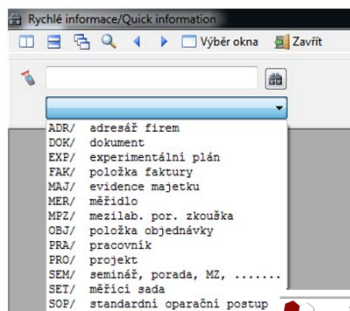 Rychlé informace/Quick information
Výběr okna Zavřít
ADR/ adresář firem
DOK/ dokument
EXP/ experimentální plán
FAK/ položka faktury
MAJ/ evidence majetku
MER/ měřidlo
MPZ/ mezilab. por. zkouška
OBJ/ položka objednávky
PRA/ pracovník
PRO/ projekt
SEM/ seminář, porada, MZ, .......
SET/ měřicí sada
SOP/ standardní oparační postup